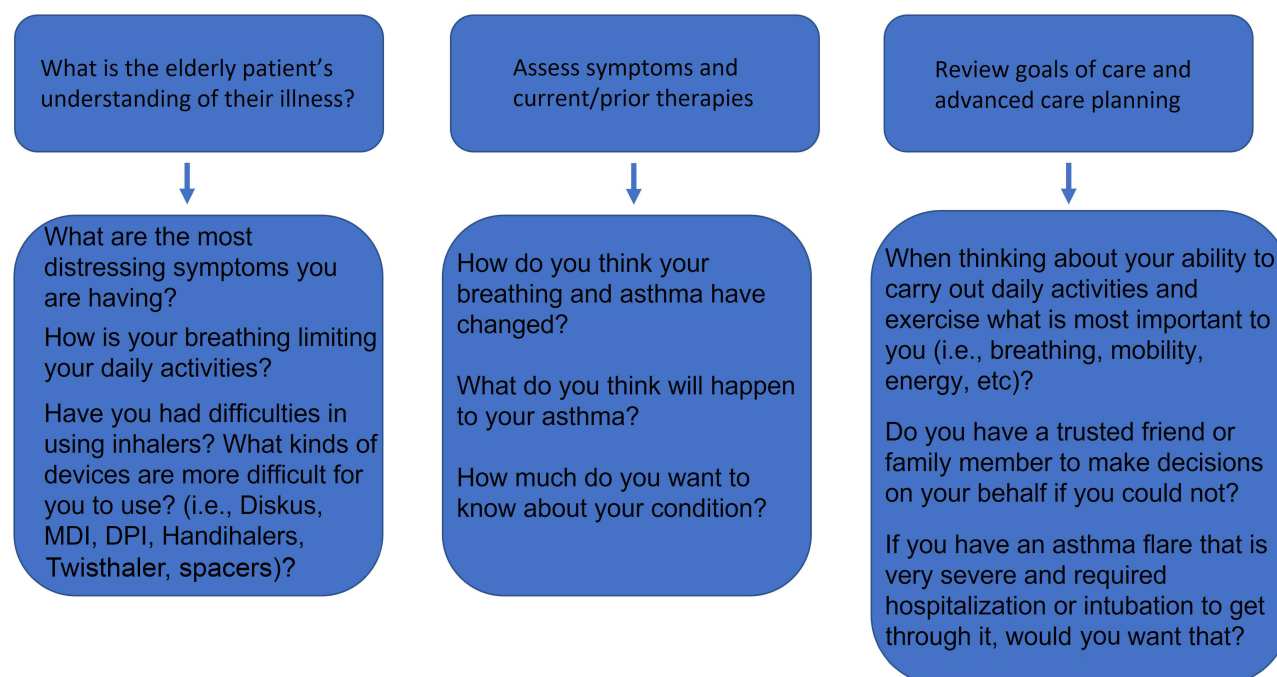 What is the elderly patient's
understanding of their illness?
What are the most
distressing symptoms you
are having?
How is your breathing limiting
your daily activities?
Have you had difficulties in
using inhalers? What kinds of
devices are more difficult for
you to use? (i.e., Diskus,
MDI, DPI, Handihalers,
Twisthaler, spacers)?
Assess symptoms and
current/prior therapies
How do you think your
breathing and asthma have
changed?
What do you think will happen
to your asthma?
How much do you want to
know about your condition?
Review goals of care and
advanced care planning
When thinking about your ability to
carry out daily activities and
exercise what is most important to
you (i.e., breathing, mobility,
energy, etc)?
Do you have a trusted friend or
family member to make decisions
on your behalf if you could not?
If you have an asthma flare that is
very severe and required
hospitalization or intubation to get
through it, would you want that?